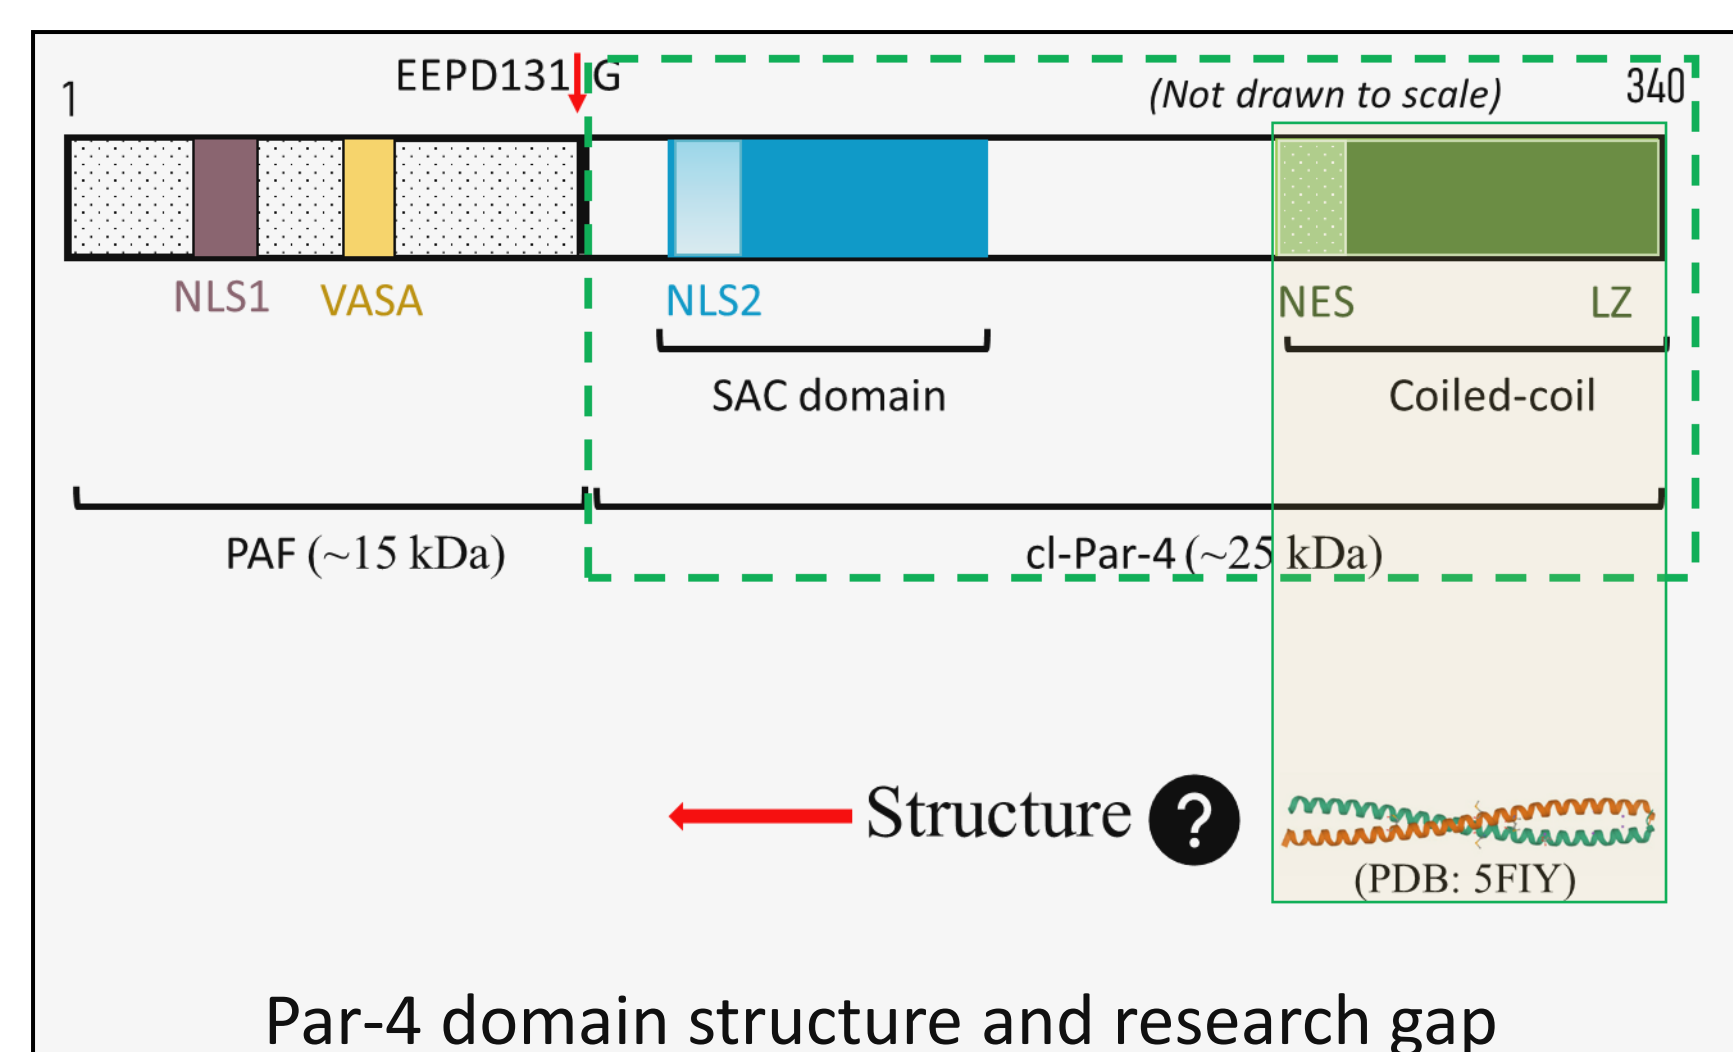 EEPD131 G
1
(Not drawn to scale)
340
NLS1
VASA
NLS2
NES
LZ
SAC domain
Coiled-coil
PAF (~15 kDa)
cl-Par-4 (~25 kDa)
Structure ?
(PDB: 5FIY)
Par-4 domain structure and research gap